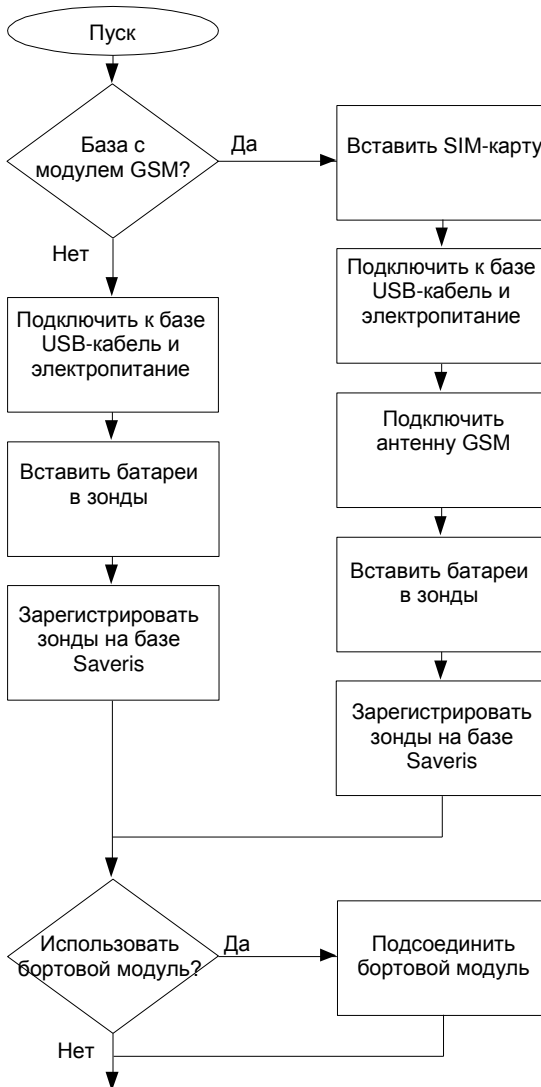 Пуск
База с
модулем GSM?
Да
Вставить SIM-карту
Нет
Подключить к базе
USB-кабель и
электропитание
Подключить к базе
USB-кабель и
электропитание
Подключить
антенну GSM
Вставить батареи
в зонды
Вставить батареи
в зонды
Зарегистрировать
зонды на базе
Saveris
Зарегистрировать
зонды на базе
Saveris
Использовать
бортовой модуль?
Да
Подсоединить
бортовой модуль
Нет